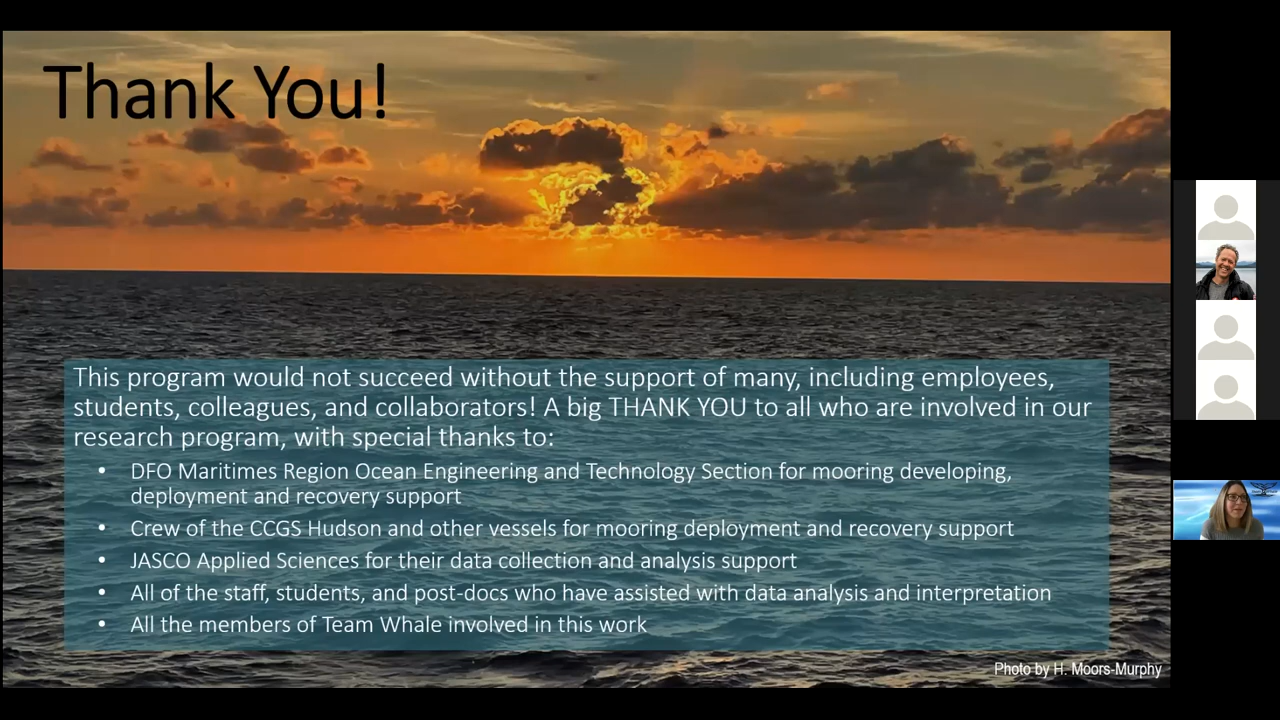 Thank You!
This program would not succeed without the support of many, including employees,
students, colleagues, and collaborators! A big THANK YOU to all who are involved in our
research program, with special thanks to:
• DFO Maritimes Region Ocean Engineering and Technology Section for mooring developing,
deployment and recovery support
• Crew of the CCGS Hudson and other vessels for mooring deployment and recovery support
• JASCO Applied Sciences for their data collection and analysis support
• All of the staff, students, and post-docs who have assisted with data analysis and interpretation
• All the members of Team Whale involved in this work
Photo by H. Moors-Murphy